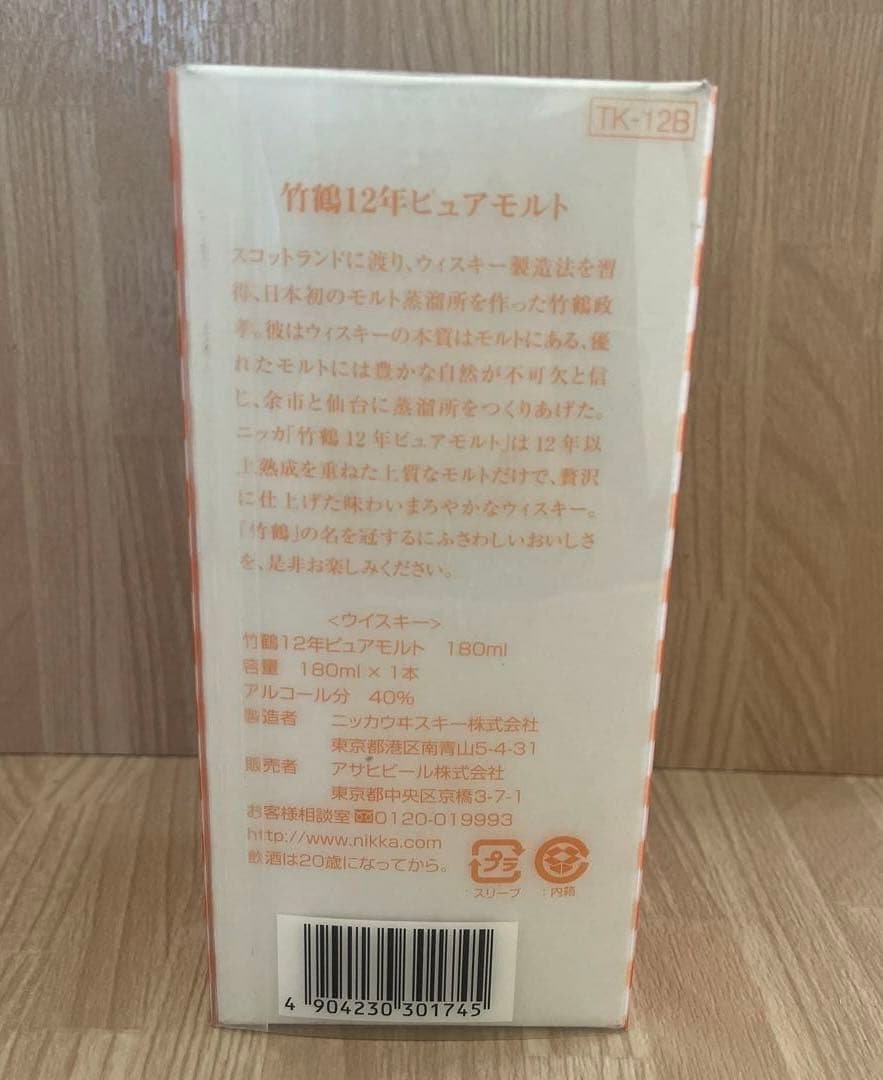 TK-12B
竹鶴12年ピュアモルト
スコットランドに渡り、ウィスキー製造法を習
得、日本初のモルト蒸溜所を作った竹鶴政
孝。彼はウィスキーの本質はモルトにある、優
れたモルトには豊かな自然が不可欠と信
じ、余市と仙台に蒸溜所をつくりあげた。
ニッカ「竹鶴12年ピュアモルト」は12年以
上熟成を重ねた上質なモルトだけで、贅沢
に仕上げた味わいまろやかなウィスキー。
「竹鶴」の名を冠するにふさわしいおいしさ
を、是非お楽しみください。
<ウイスキー>
竹鶴12年ピュアモルト 180ml
容量 180ml×1本
アルコール分 40%
製造者 ニッカウヰスキー株式会社
東京都港区南青山5-4-31
販売者 アサヒビール株式会社
東京都中央区京橋3-7-1
お客様相談室 0120-019993
http://www.nikka.com
飲酒は20歳になってから。
プラ
:スリーブ :内箱
4 904230 301745